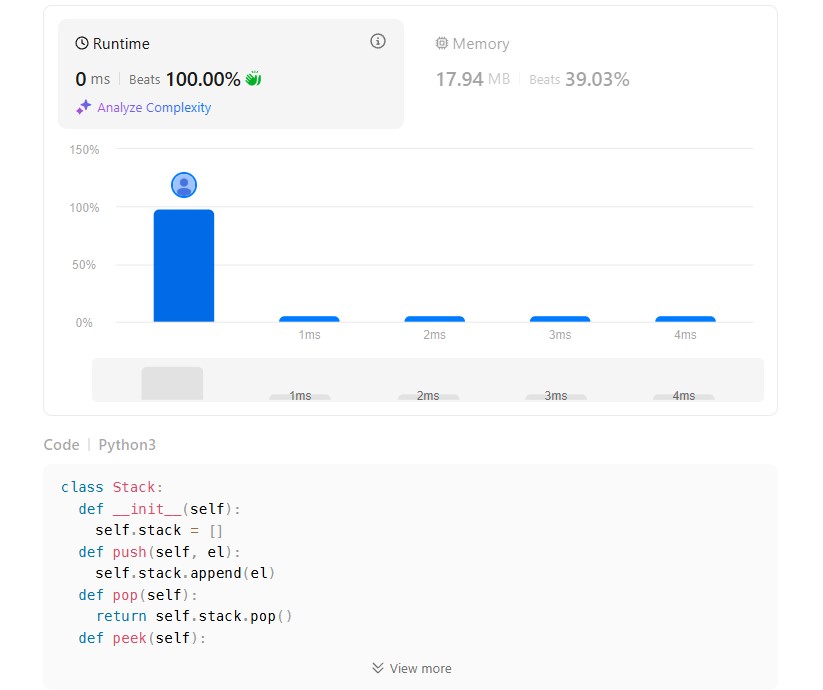 Runtime
0 ms | Beats 100.00%
Analyze Complexity
Memory
17.94 MB | Beats 39.03%
150%
100%
50%
0%
1ms 2ms 3ms 4ms
1ms 2ms 3ms 4ms
Code | Python3
class Stack:
  def __init__(self):
    self.stack = []
  def push(self, el):
    self.stack.append(el)
  def pop(self):
    return self.stack.pop()
  def peek(self):
View more